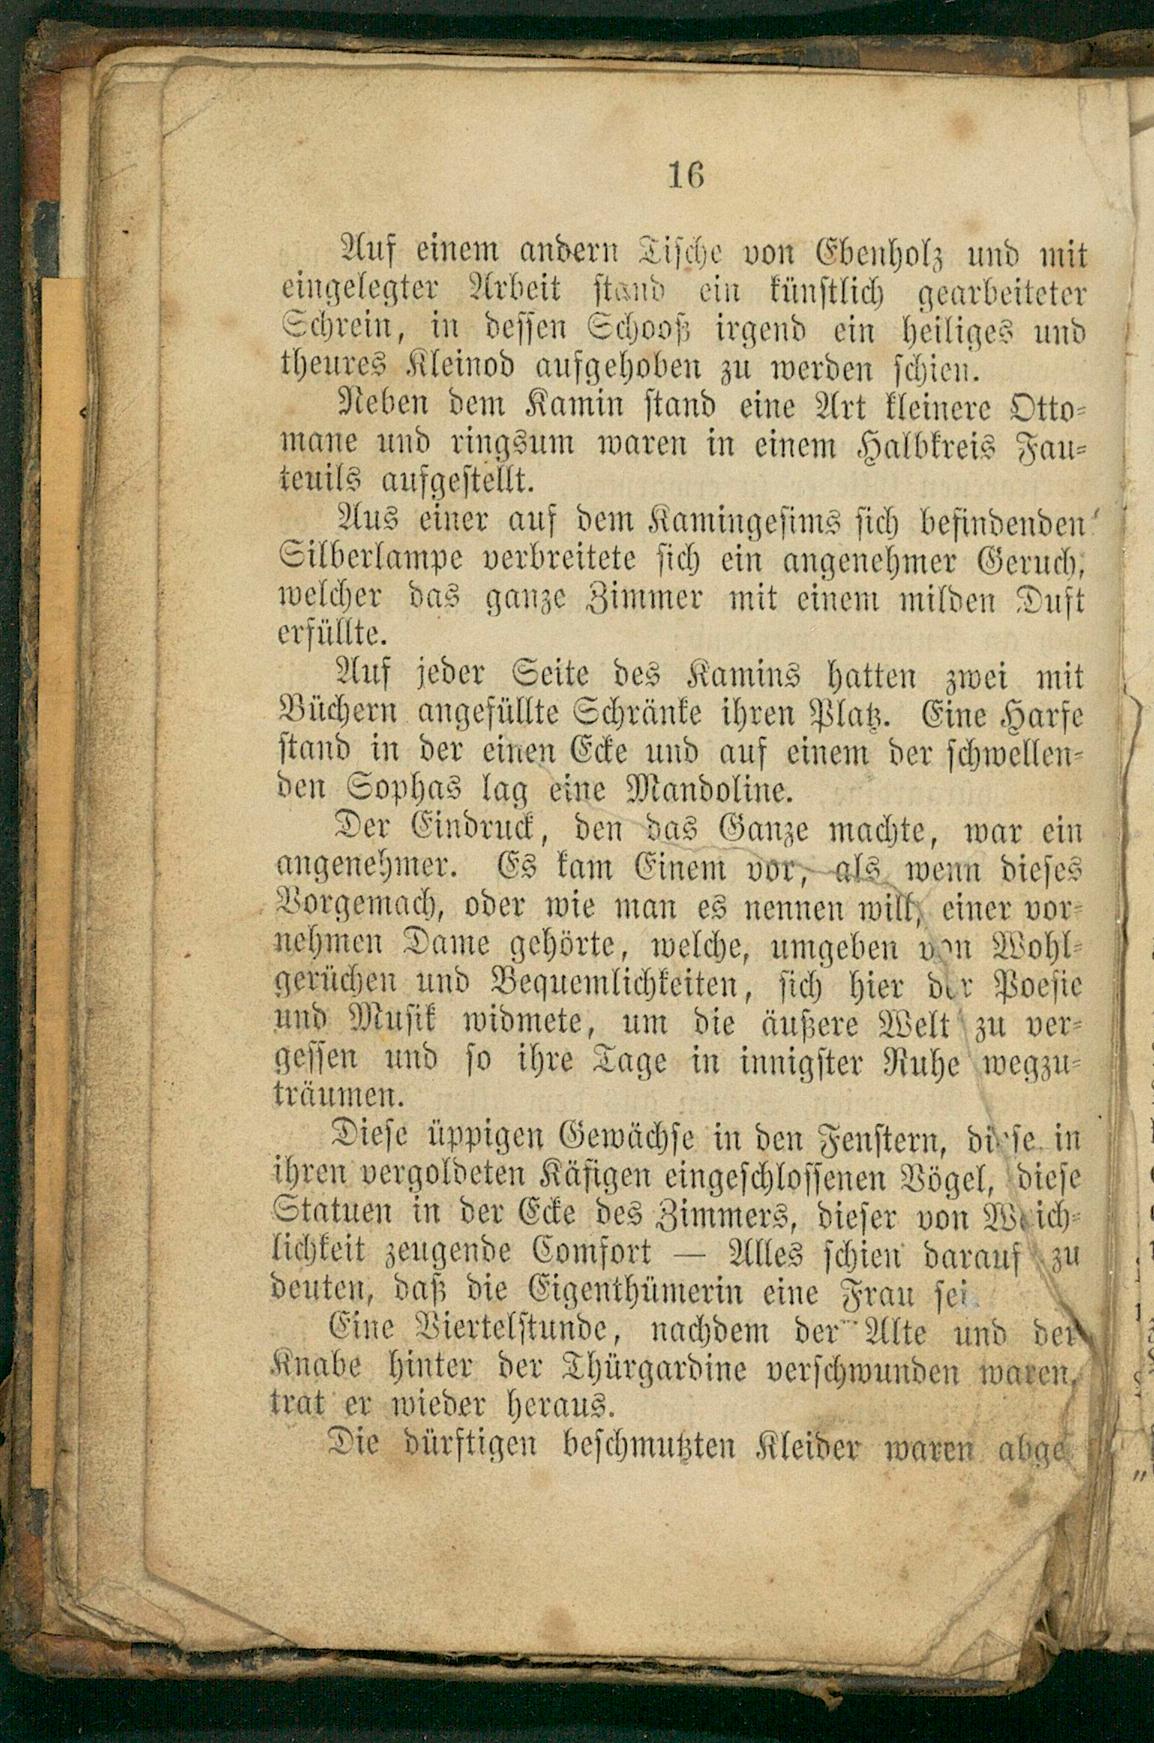 16
Auf einem andern Tische von Ebenholz und mit
eingelegter Arbeit stand ein künstlich gearbeiteter
Schrein, in dessen Schooß irgend ein heiliges und
theures Kleinod aufgehoben zu werden schien.
Neben dem Kamin stand eine Art kleinere Otto-
mane und ringsum waren in einem Halbkreis Fau-
teuils aufgestellt.
Aus einer auf dem Kamingesims sich befindenden
Silberlampe verbreitete sich ein angenehmer Geruch,
welcher das ganze Zimmer mit einem milden Duft
erfüllte.
Auf jeder Seite des Kamins hatten zwei mit
Büchern angefüllte Schränke ihren Platz. Eine Harfe
stand in der einen Ecke und auf einem der schwellen-
den Sophas lag eine Mandoline.
Der Eindruck, den das Ganze machte, war ein
angenehmer. Es kam Einem vor, als wenn dieses
Vorgemach, oder wie man es nennen will, einer vor-
nehmen Dame gehörte, welche, umgeben von Wohl-
gerüchen und Bequemlichkeiten, sich hier der Poesie
und Musik widmete, um die äußere Welt zu ver-
gessen und so ihre Tage in innigster Ruhe wegzu-
träumen.
Diese üppigen Gewächse in den Fenstern, diese in
ihren vergoldeten Käfigen eingeschlossenen Vögel, diese
Statuen in der Ecke des Zimmers, dieser von Weich-
lichkeit zeugende Comfort — Alles schien darauf zu
deuten, daß die Eigenthümerin eine Frau sei.
Eine Viertelstunde, nachdem der Alte und der
Knabe hinter der Thürgardine verschwunden waren,
trat er wieder heraus.
Die dürftigen beschmutzten Kleider waren abge